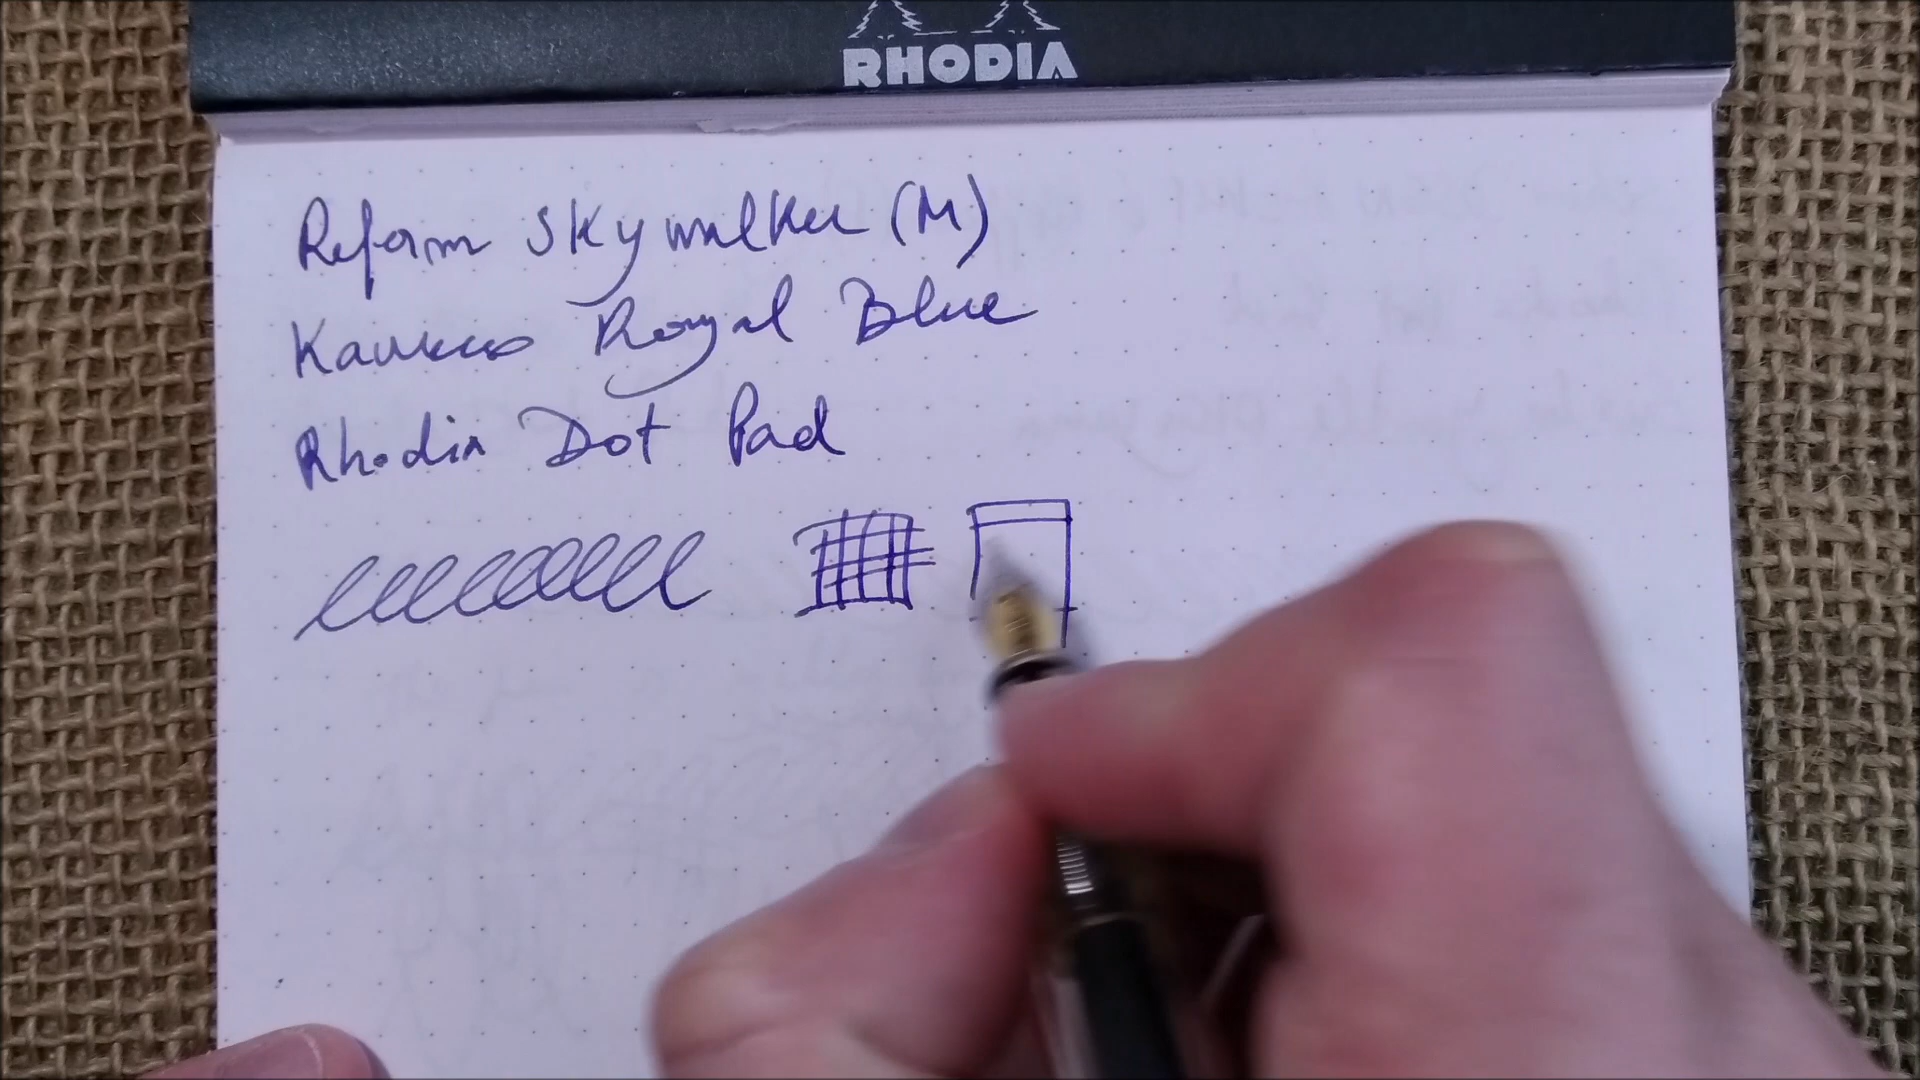 RHODIA
Reform Skywalker (M)
Kaweco Royal Blue
Rhodia Dot Pad